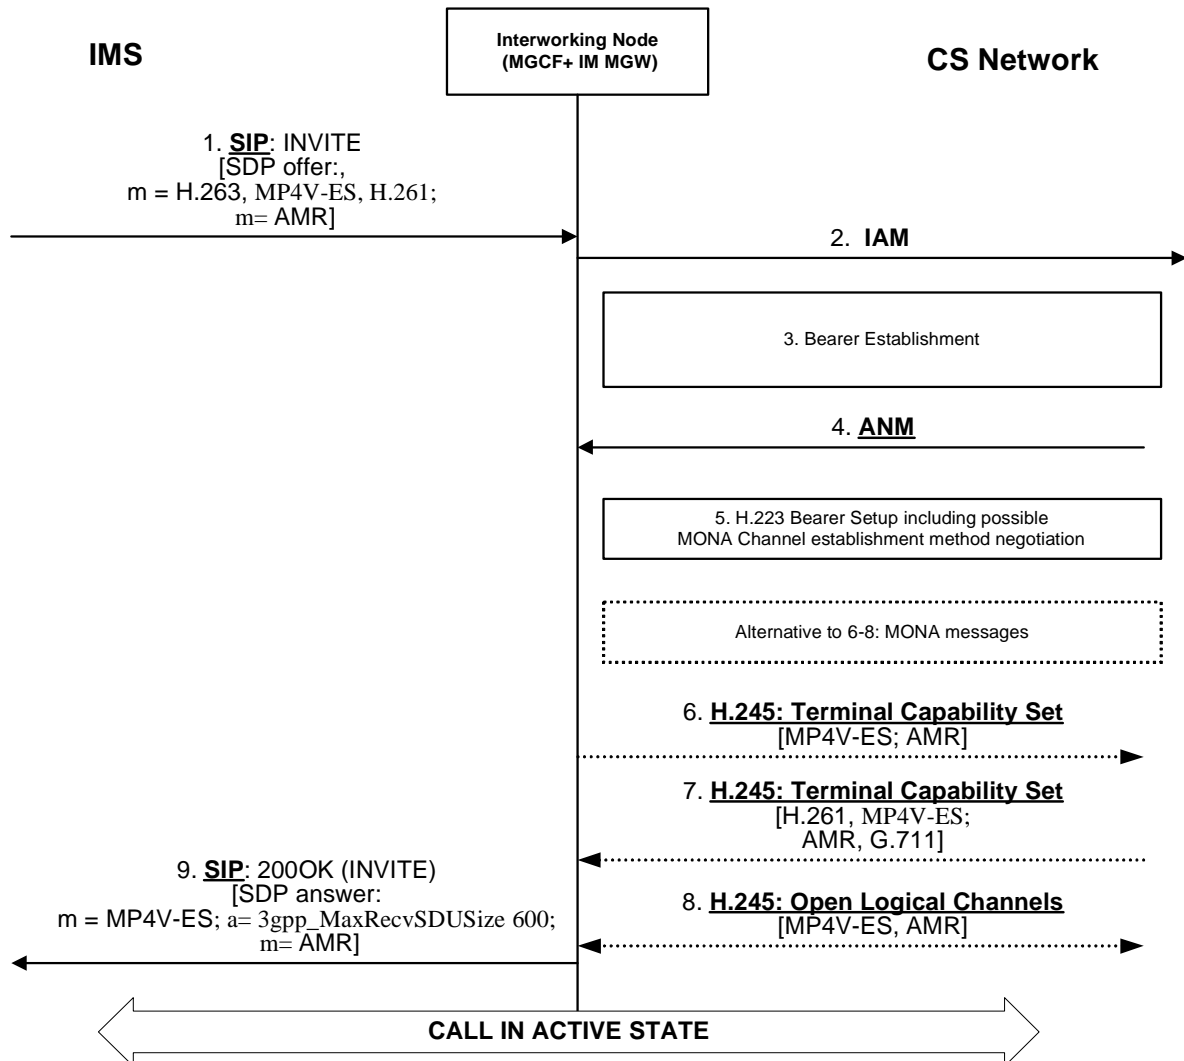 IMS
Interworking Node
(MGCF+ IM MGW)
CS Network
1. SIP: INVITE
[SDP offer:,
m = H.263, MP4V-ES, H.261;
m= AMR]
2. IAM
3. Bearer Establishment
4. ANM
5. H.223 Bearer Setup including possible
MONA Channel establishment method negotiation
Alternative to 6-8: MONA messages
6. H.245: Terminal Capability Set
[MP4V-ES; AMR]
7. H.245: Terminal Capability Set
[H.261, MP4V-ES;
AMR, G.711]
9. SIP: 200OK (INVITE)
[SDP answer:
m = MP4V-ES; a= 3gpp_MaxRecvSDUSize 600;
m= AMR]
8. H.245: Open Logical Channels
[MP4V-ES, AMR]
CALL IN ACTIVE STATE